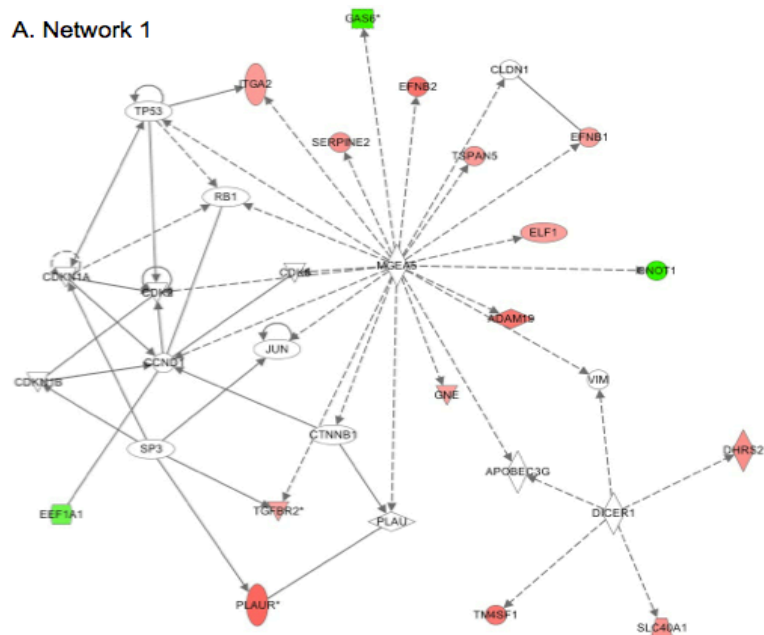 A. Network 1
GAS6*
CLDN1
ITGA2
EFNB2
TP53
SERPINE2
TSPAN5
EFNB1
RB1
ELF1
MGEA5
CDKN1A
CDK2
CNOT1
ADAM19
JUN
CCND1
VIM
CDKN1B
GNE
CTNNB1
SP3
DHRS2
APOBEC3G
EEF1A1
TGFBR2*
PLAU
DICER1
PLAUR*
TM4SF1
SLC40A1